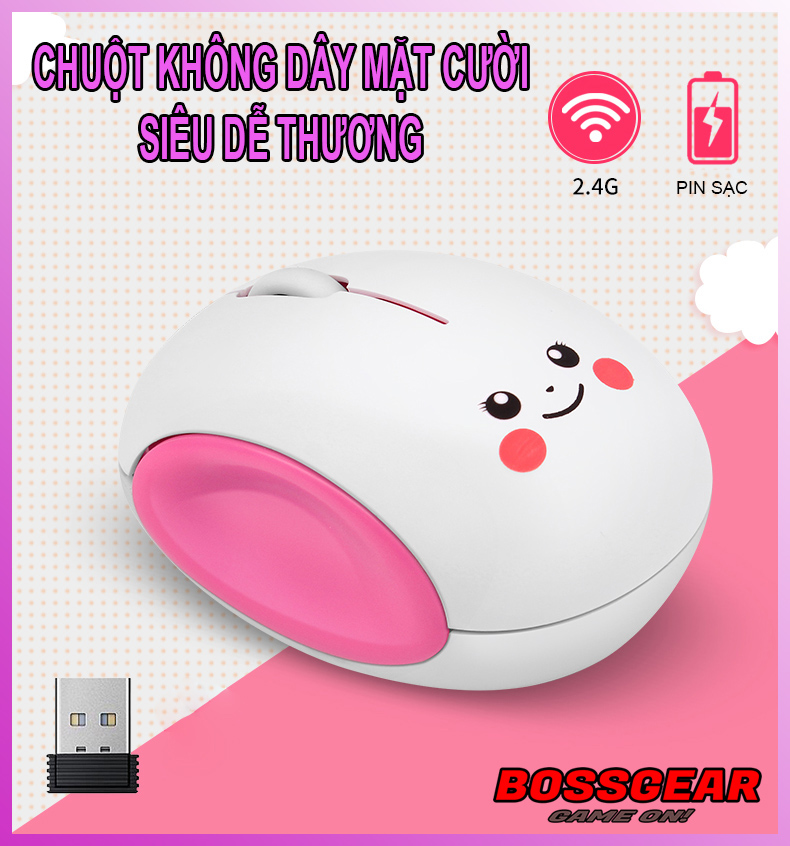 CHUỘT KHÔNG DÂY MẶT CƯỜI
SIÊU DỄ THƯƠNG
2.4G
PIN SẠC
BOSSGEAR
GAME ON!